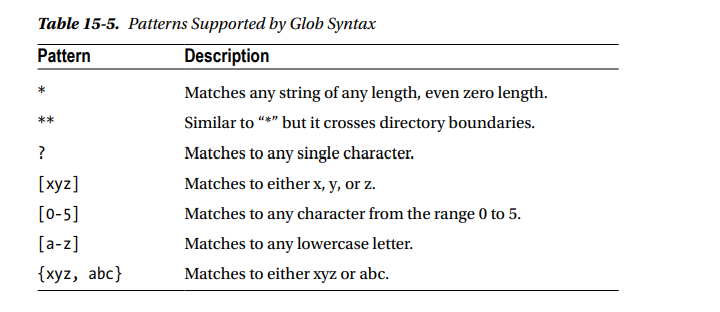 Table 15-5. Patterns Supported by Glob Syntax
Pattern Description
* Matches any string of any length, even zero length.
** Similar to “*” but it crosses directory boundaries.
? Matches to any single character.
[xyz] Matches to either x, y, or z.
[0-5] Matches to any character from the range 0 to 5.
[a-z] Matches to any lowercase letter.
{xyz, abc} Matches to either xyz or abc.